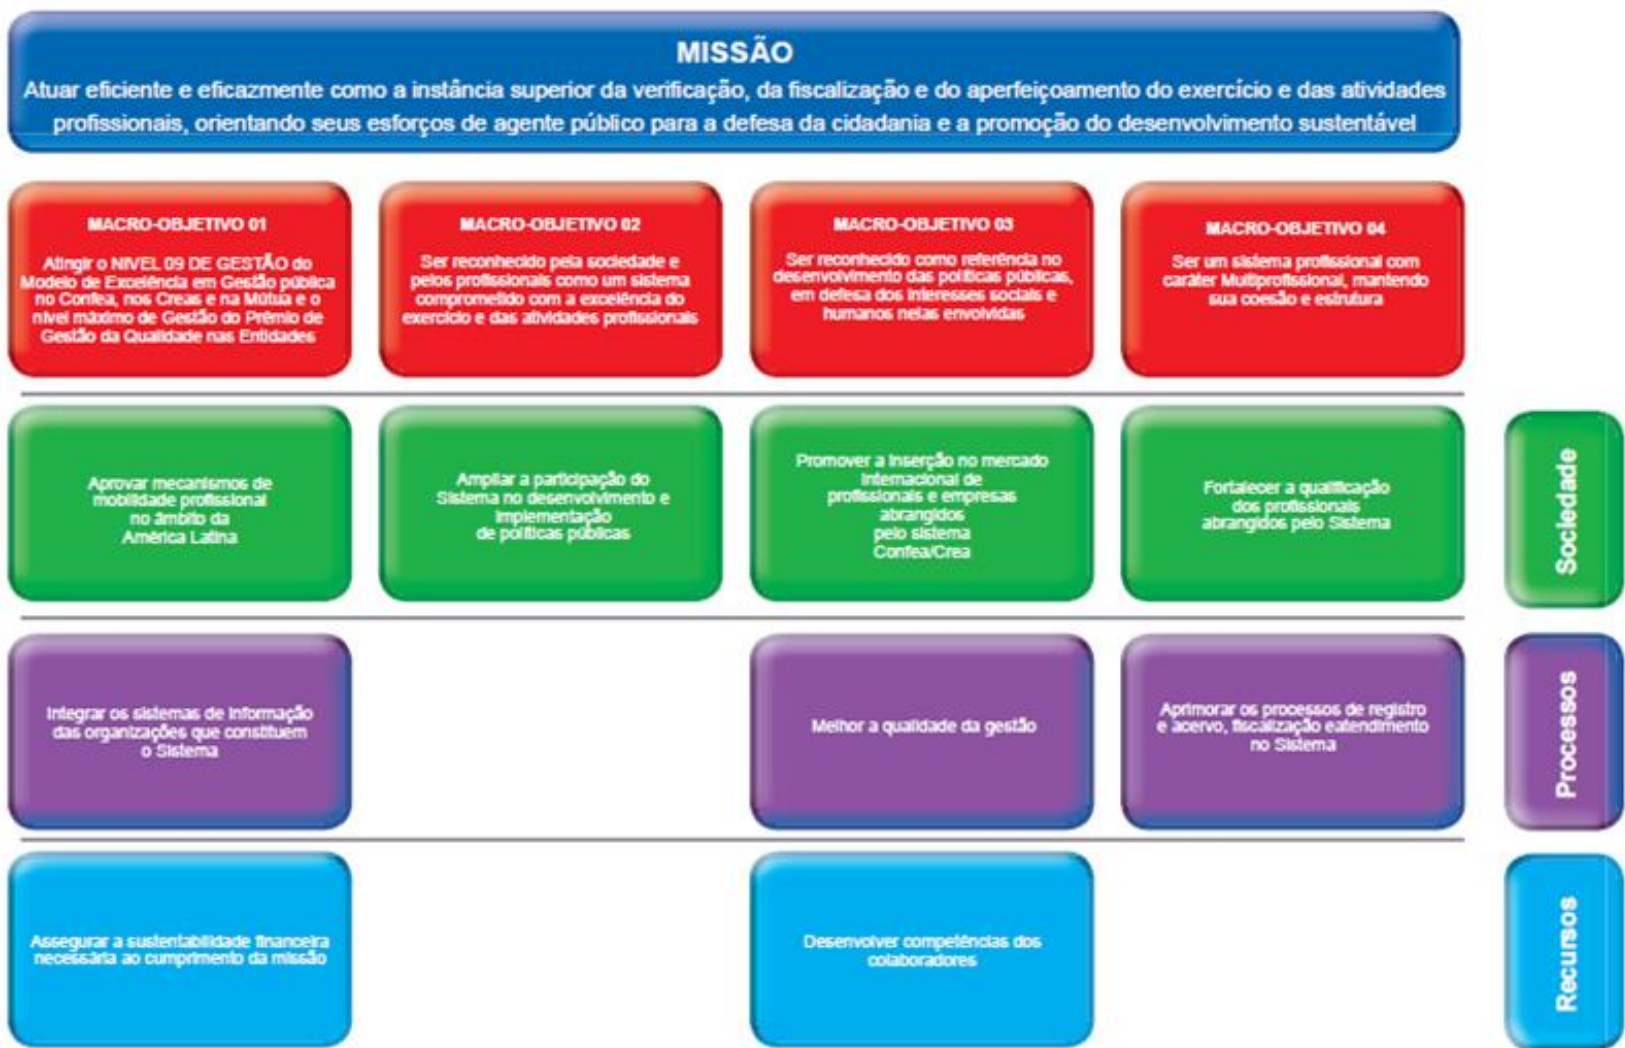 MISSÃO
Atuar eficiente e eficazmente como a instância superior da verificação, da fiscalização e do aperfeiçoamento do exercício e das atividades
profissionais, orientando seus esforços de agente público para a defesa da cidadania e a promoção do desenvolvimento sustentável
MACRO-OBJETIVO 01
Atingir o NIVEL 09 DE GESTÃO do
Modelo de Excelência em Gestão pública
no Confea, nos Creas e na Mútua e o
nível máximo de Gestão do Prêmio de
Gestão da Qualidade nas Entidades
MACRO-OBJETIVO 02
Ser reconhecido pela sociedade e
pelos profissionais como um sistema
comprometido com a excelência do
exercício e das atividades profissionais
MACRO-OBJETIVO 03
Ser reconhecido como referência no
desenvolvimento das políticas públicas,
em defesa dos interesses sociais e
humanos nelas envolvidas
MACRO-OBJETIVO 04
Ser um sistema profissional com
caráter Multiprofissional, mantendo
sua coesão e estrutura
Aprovar mecanismos de
mobilidade profissional
no âmbito da
América Latina
Ampliar a participação do
Sistema no desenvolvimento e
implementação
de políticas públicas
Promover a inserção no mercado
internacional de
profissionais e empresas
abrangidos
pelo sistema
Confea/Crea
Fortalecer a qualificação
dos profissionais
abrangidos pelo Sistema
Sociedade
Integrar os sistemas de informação
das organizações que constituem
o Sistema
Melhor a qualidade da gestão
Aprimorar os processos de registro
e acervo, fiscalização eatendimento
no Sistema
Processos
Assegurar a sustentabilidade financeira
necessária ao cumprimento da missão
Desenvolver competências dos
colaboradores
Recursos